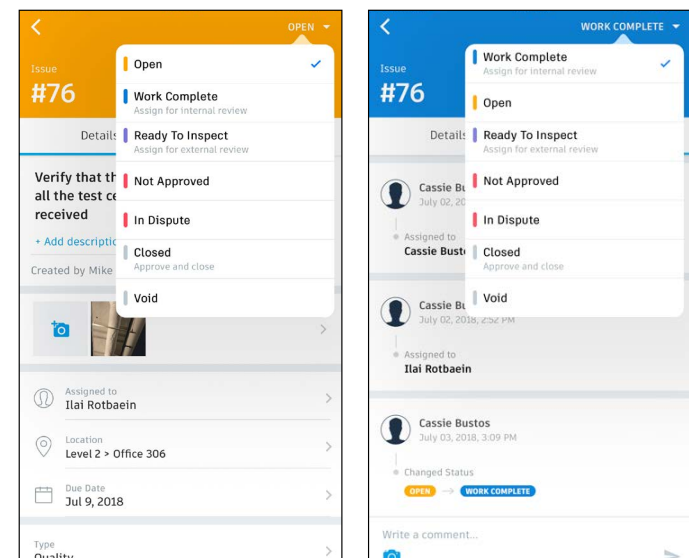 OPEN
Issue
#76
Open
Work Complete
Assign for internal review
Ready To Inspect
Assign for external review
Not Approved
In Dispute
Closed
Approve and close
Void
Details
Verify that th
all the test ce
received
+ Add descriptio
Created by Mike
Assigned to
Ilai Rotbaein
Location
Level 2 > Office 306
Due Date
Jul 9, 2018
Type
Quality
WORK COMPLETE
Issue
#76
Work Complete
Assign for internal review
Open
Ready To Inspect
Assign for external review
Not Approved
In Dispute
Closed
Approve and close
Void
Details
Cassie Bu
July 02, 20
Assigned to
Cassie Busto
Cassie Bu
July 02, 2018, 2:52 PM
Assigned to
Ilai Rotbaein
Cassie Bustos
July 03, 2018, 3:09 PM
Changed Status
OPEN → WORK COMPLETE
Write a comment...